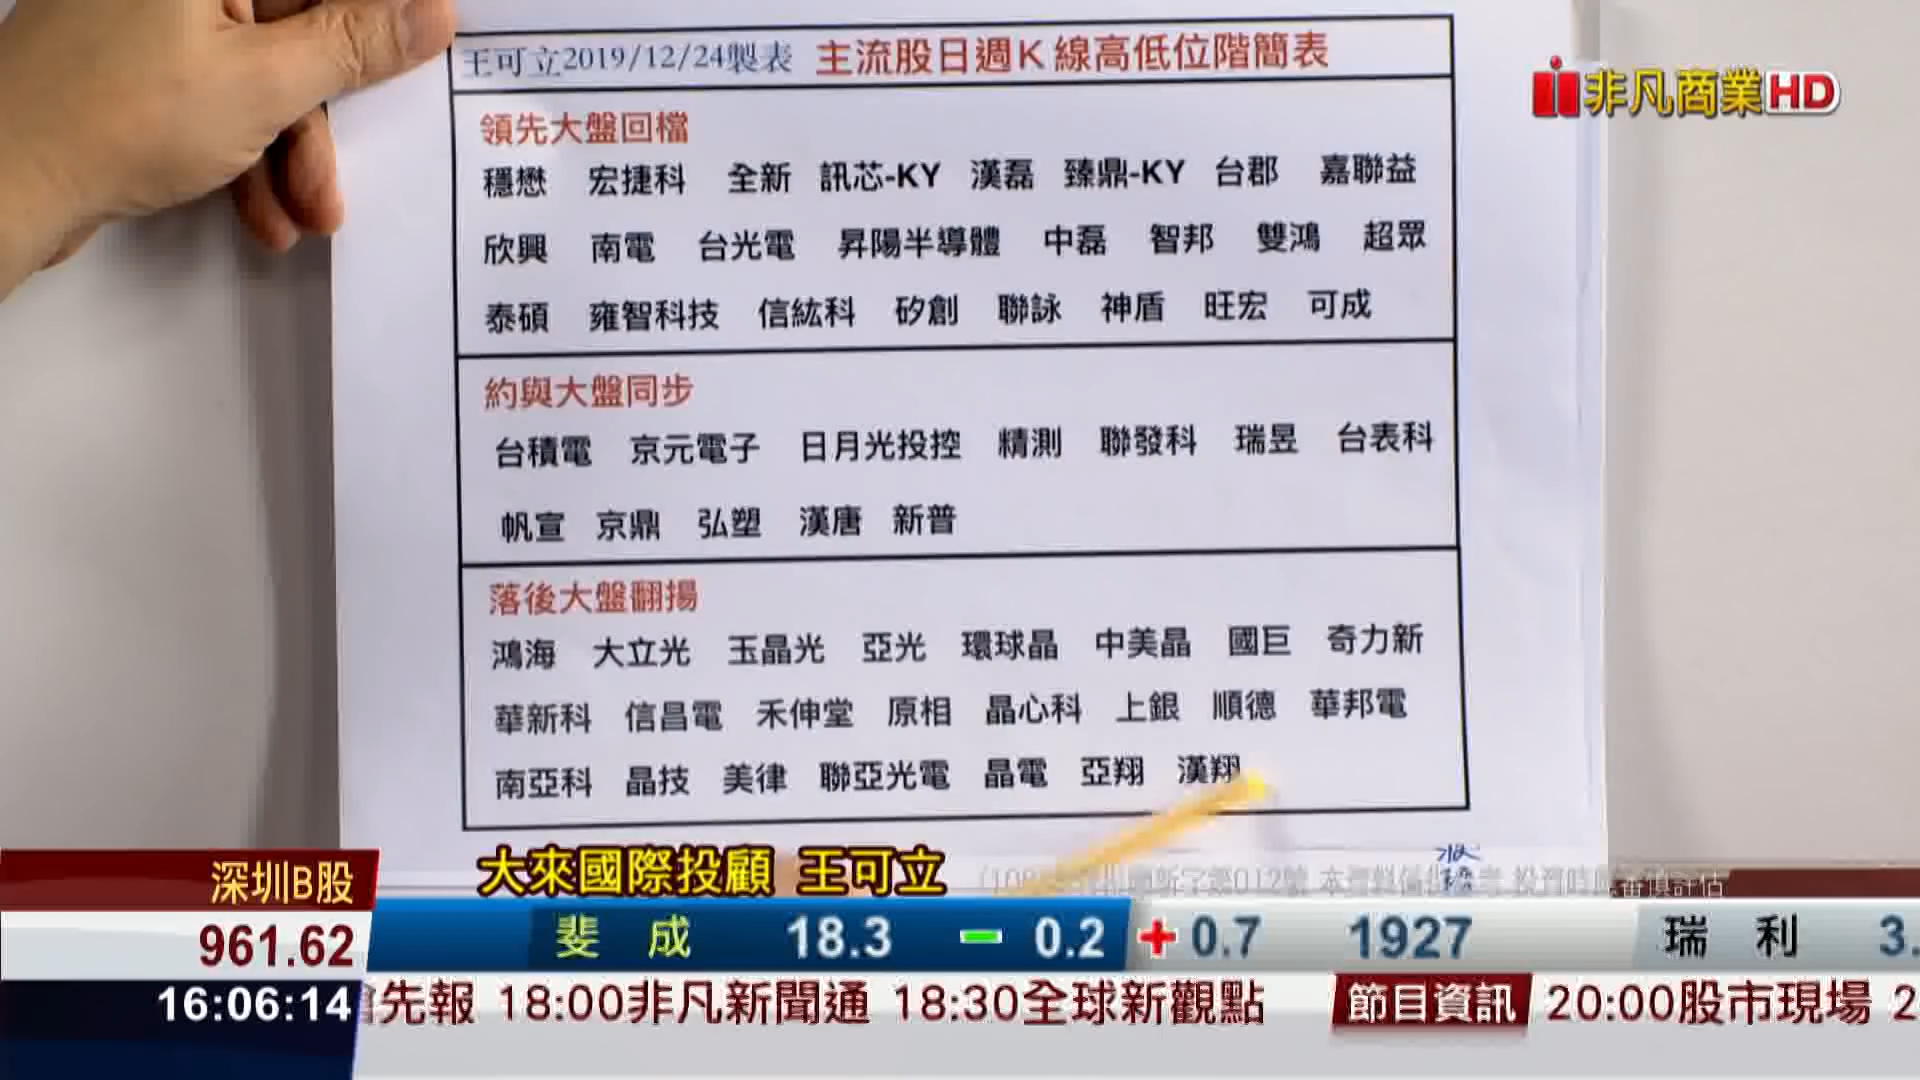 王可立2019/12/24製表 主流股日週K線高低位階簡表
非凡商業HD
領先大盤回檔
穩懋 宏捷科 全新 訊芯-KY 漢磊 臻鼎-KY 台郡 嘉聯益
欣興 南電 台光電 昇陽半導體 中磊 智邦 雙鴻 超眾
泰碩 雍智科技 信紘科 矽創 聯詠 神盾 旺宏 可成
約與大盤同步
台積電 京元電子 日月光投控 精測 聯發科 瑞昱 台表科
帆宣 京鼎 弘塑 漢唐 新普
落後大盤翻揚
鴻海 大立光 玉晶光 亞光 環球晶 中美晶 國巨 奇力新
華新科 信昌電 禾伸堂 原相 晶心科 上銀 順德 華邦電
南亞科 晶技 美律 聯亞光電 晶電 亞翔 漢翔
大來國際投顧 王可立
深圳B股
961.62
斐成 18.3 － 0.2 ＋ 0.7 1927 瑞利 3.
16:06:14
先報 18:00非凡新聞通 18:30全球新觀點 節目資訊 20:00股市現場 2